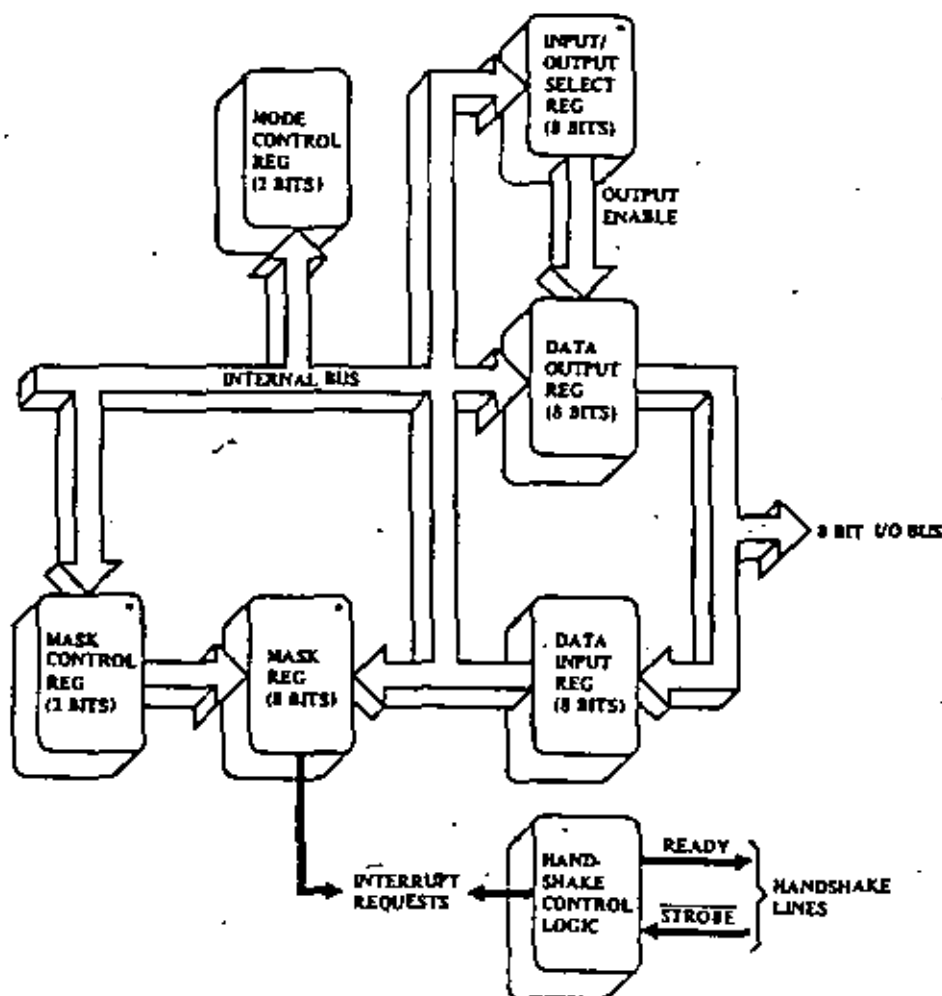 INPUT/
OUTPUT
SELECT
REG
(8 BITS)
MODE
CONTROL
REG
(2 BITS)
OUTPUT
ENABLE
INTERNAL BUS
DATA
OUTPUT
REG
(8 BITS)
8 BIT I/O BUS
MASK
CONTROL
REG
(2 BITS)
MASK
REG
(8 BITS)
DATA
INPUT
REG
(8 BITS)
INTERRUPT
REQUESTS
HAND-
SHAKE
CONTROL
LOGIC
READY
STROBE
HANDSHAKE
LINES